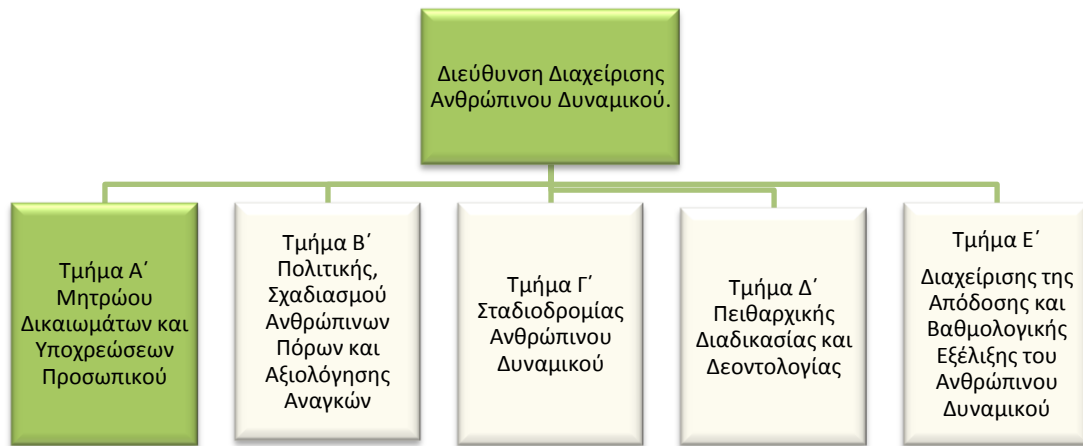 Διεύθυνση Διαχείρισης
Ανθρώπινου Δυναμικού.
Τμήμα Α΄
Μητρώου
Δικαιωμάτων και
Υποχρεώσεων
Προσωπικού
Τμήμα Β΄
Πολιτικής,
Σχαδιασμού
Ανθρώπινων
Πόρων και
Αξιολόγησης
Αναγκών
Τμήμα Γ΄
Σταδιοδρομίας
Ανθρώπινου
Δυναμικού
Τμήμα Δ΄
Πειθαρχικής
Διαδικασίας και
Δεοντολογίας
Τμήμα Ε΄
Διαχείρισης της
Απόδοσης και
Βαθμολογικής
Εξέλιξης του
Ανθρώπινου
Δυναμικού